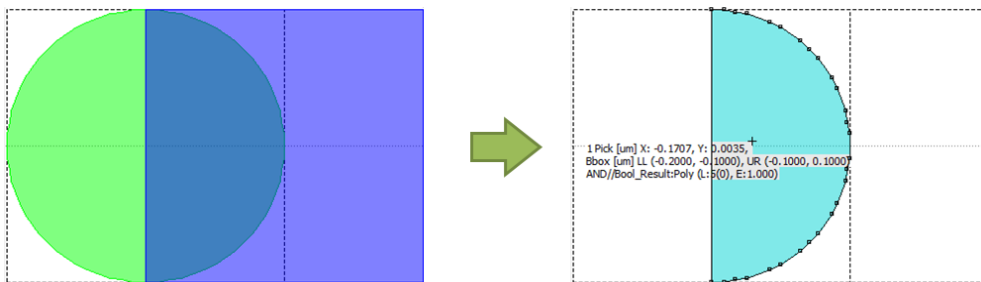 1 Pick [um] X: -0.1707, Y: 0.0035,
Bbox [um] LL (-0.2000, -0.1000), UR (-0.1000, 0.1000)
AND//Bool_Result:Poly (L:5(0), E:1.000)